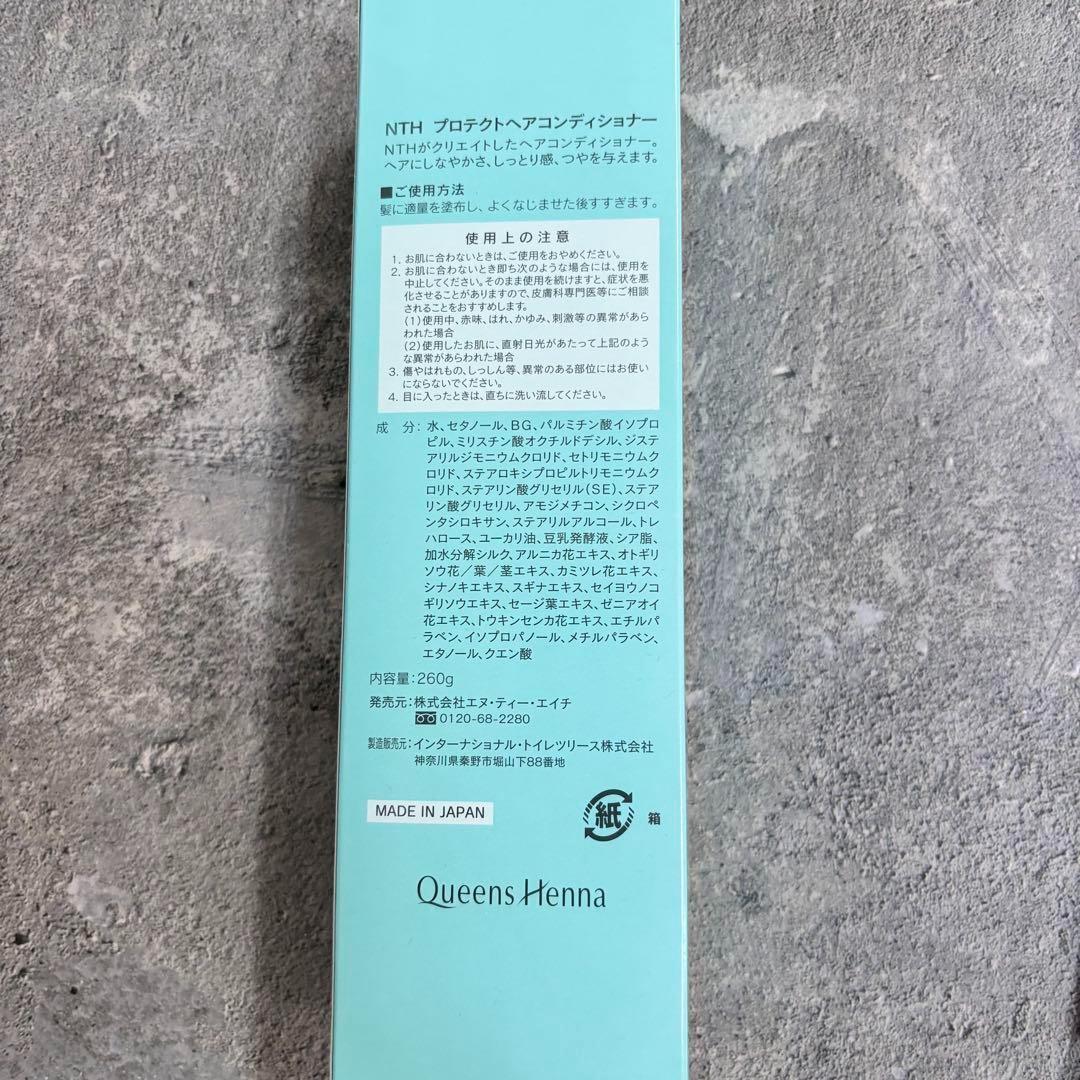 NTH プロテクトヘアコンディショナー
NTHがクリエイトしたヘアコンディショナー。
ヘアにしなやかさ、しっとり感、つやを与えます。
■ご使用方法
髪に適量を塗布し、よくなじませた後すすぎます。
使用上の注意
1. お肌に合わないときは、ご使用をおやめください。
2. お肌に合わないとき即ち次のような場合には、使用を
中止してください。そのまま使用を続けますと、症状を悪
化させることがありますので、皮膚科専門医等にご相談
されることをおすすめします。
(1)使用中、赤味、はれ、かゆみ、刺激等の異常があら
われた場合
(2)使用したお肌に、直射日光があたって上記のよう
な異常があらわれた場合
3. 傷やはれもの、しっしん等、異常のある部位にはお使い
にならないでください。
4. 目に入ったときは、直ちに洗い流してください。
成 分：水、セタノール、BG、パルミチン酸イソプロ
ピル、ミリスチン酸オクチルドデシル、ジステ
アリルジモニウムクロリド、セトリモニウムク
ロリド、ステアロキシプロピルトリモニウムク
ロリド、ステアリン酸グリセリル(SE)、ステア
リン酸グリセリル、アモジメチコン、シクロペ
ンタシロキサン、ステアリルアルコール、トレ
ハロース、ユーカリ油、豆乳発酵液、シア脂、
加水分解シルク、アルニカ花エキス、オトギリ
ソウ花／葉／茎エキス、カミツレ花エキス、
シナノキエキス、スギナエキス、セイヨウノコ
ギリソウエキス、セージ葉エキス、ゼニアオイ
花エキス、トウキンセンカ花エキス、エチルパ
ラベン、イソプロパノール、メチルパラベン、
エタノール、クエン酸
内容量：260g
発売元：株式会社エヌ・ティー・エイチ
0120-68-2280
製造販売元：インターナショナル・トイレツリース株式会社
神奈川県秦野市堀山下88番地
MADE IN JAPAN
紙 箱
Queens Henna